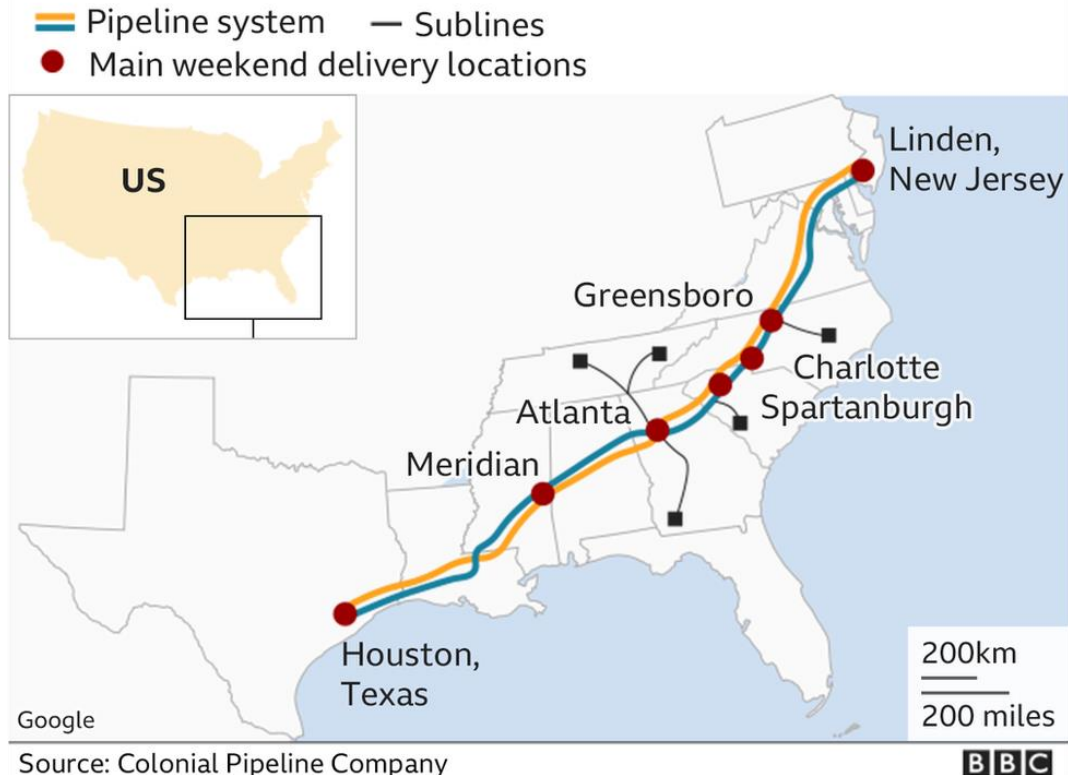 Pipeline system
Sublines
Main weekend delivery locations
US
Linden,
New Jersey
Greensboro
Charlotte
Spartanburgh
Atlanta
Meridian
Houston,
Texas
200km
200 miles
Google
Source: Colonial Pipeline Company
BBC